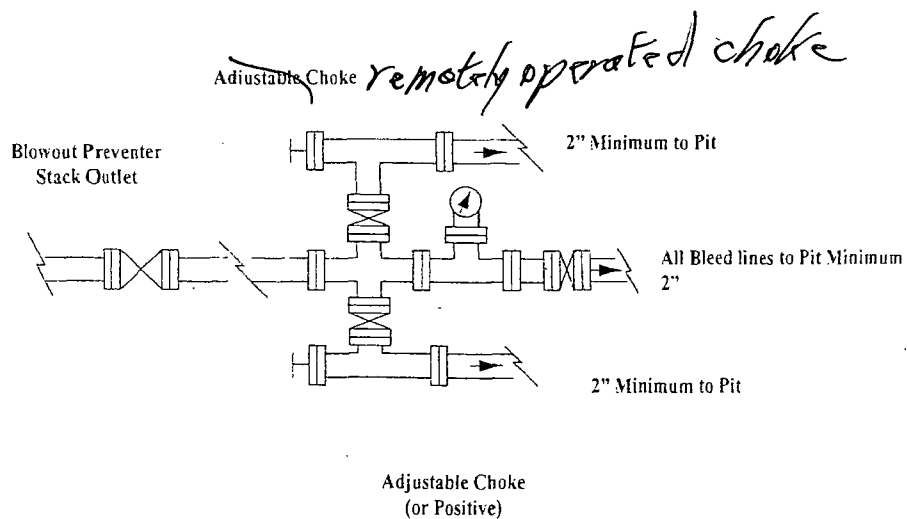 Adjustable Choke remotely operated choke
2" Minimum to Pit
Blowout Preventer
Stack Outlet
All Bleed lines to Pit Minimum
2"
2" Minimum to Pit
Adjustable Choke
(or Positive)